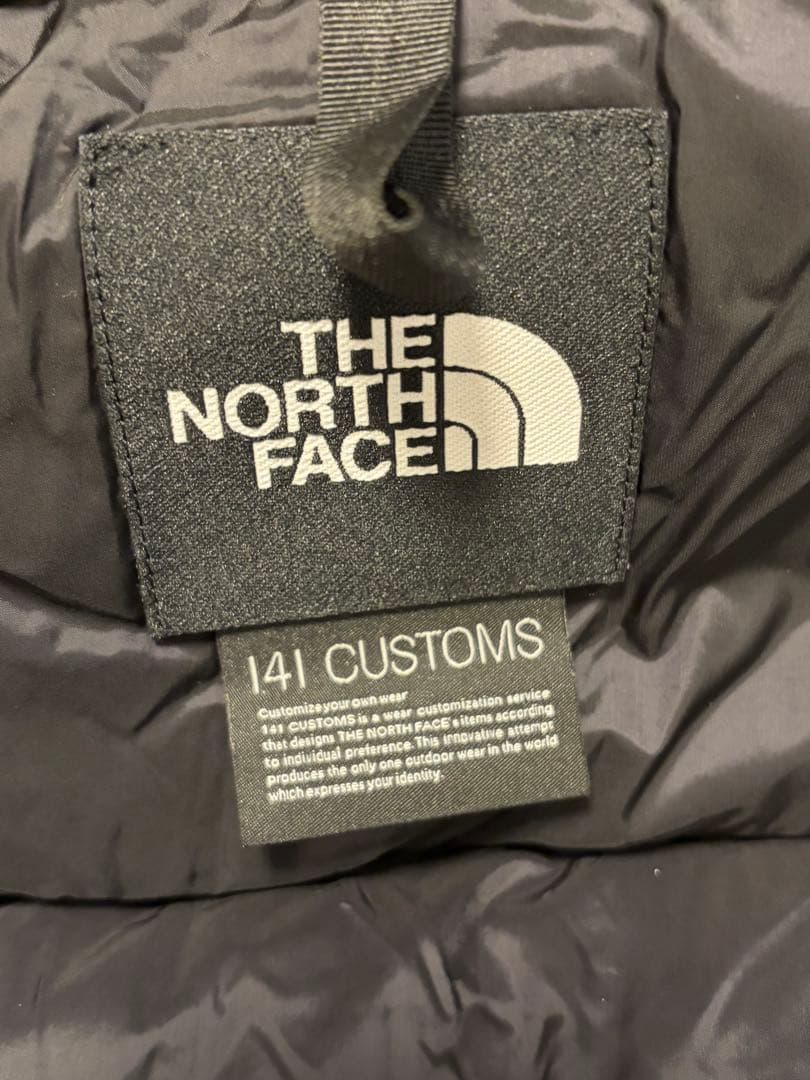 THE
NORTH
FACE
141 CUSTOMS
Customize your own wear
141 CUSTOMS is a wear customization service
that designs THE NORTH FACE's items according
to individual preference. This innovative attempt
produces the only one outdoor wear in the world
which expresses your identity.